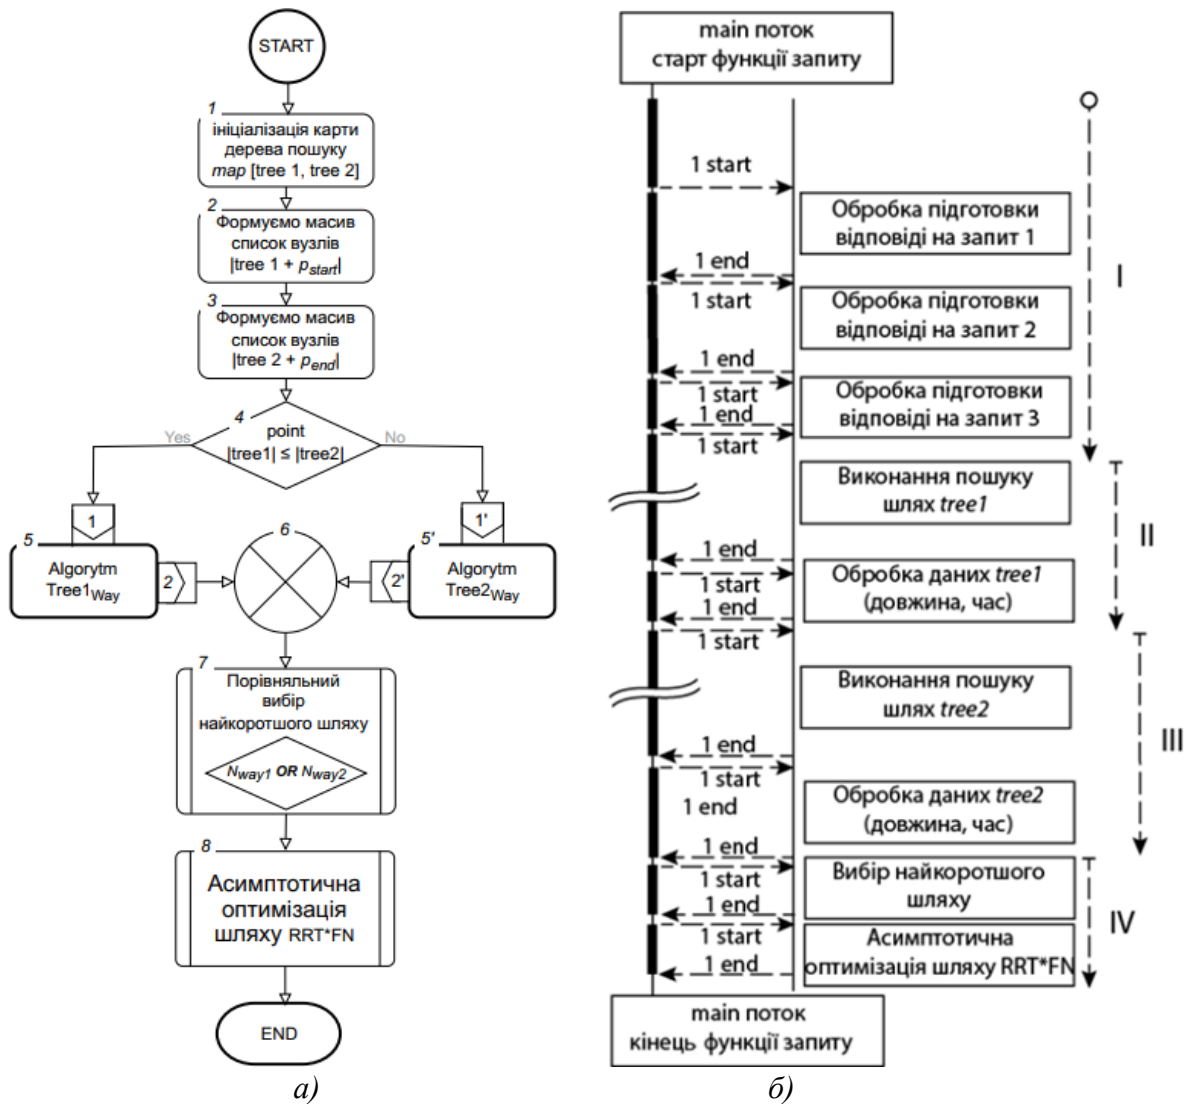 START
1
ініціалізація карти
дерева пошуку
map [tree 1, tree 2]
2
Формуємо масив
список вузлів
|tree 1 + pstart|
3
Формуємо масив
список вузлів
|tree 2 + pend|
4
point
|tree1| ≤ |tree2|
Yes
No
1
1'
5
Algorytm
Tree1Way
2
6
2'
5'
Algorytm
Tree2Way
7
Порівняльний
вибір
найкоротшого шляху
Nway1 OR Nway2
8
Асимптотична
оптимізація
шляху RRT*FN
END
а)
main поток
старт функції запиту
1 start
Обробка підготовки
відповіді на запит 1
1 end
1 start
Обробка підготовки
відповіді на запит 2
1 end
1 start
Обробка підготовки
відповіді на запит 3
1 end
1 start
I
Виконання пошуку
шлях tree1
1 end
1 start
Обробка даних tree1
(довжина, час)
1 end
1 start
II
Виконання пошуку
шлях tree2
1 end
1 start
1 end
Обробка даних tree2
(довжина, час)
III
1 end
1 start
Вибір найкоротшого
шляху
1 end
1 start
Асимптотична
оптимізація шляху RRT*FN
1 end
IV
main поток
кінець функції запиту
б)